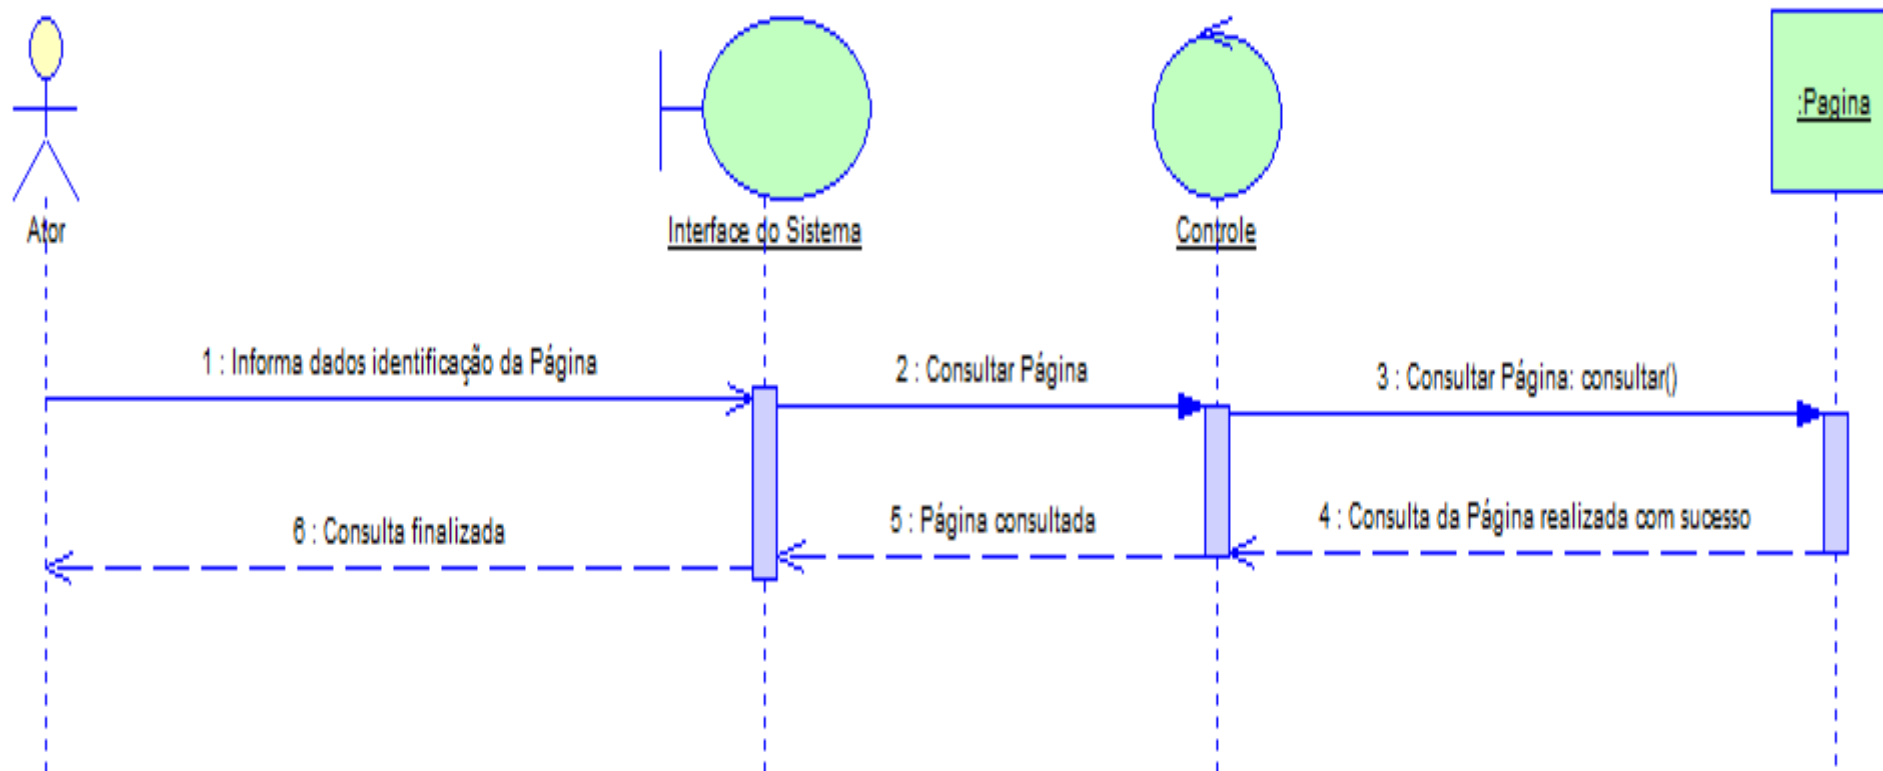 :Pagina
Ator
Interface do Sistema
Controle
1 : Informa dados identificação da Página
2 : Consultar Página
3 : Consultar Página: consultar()
4 : Consulta da Página realizada com sucesso
5 : Página consultada
6 : Consulta finalizada